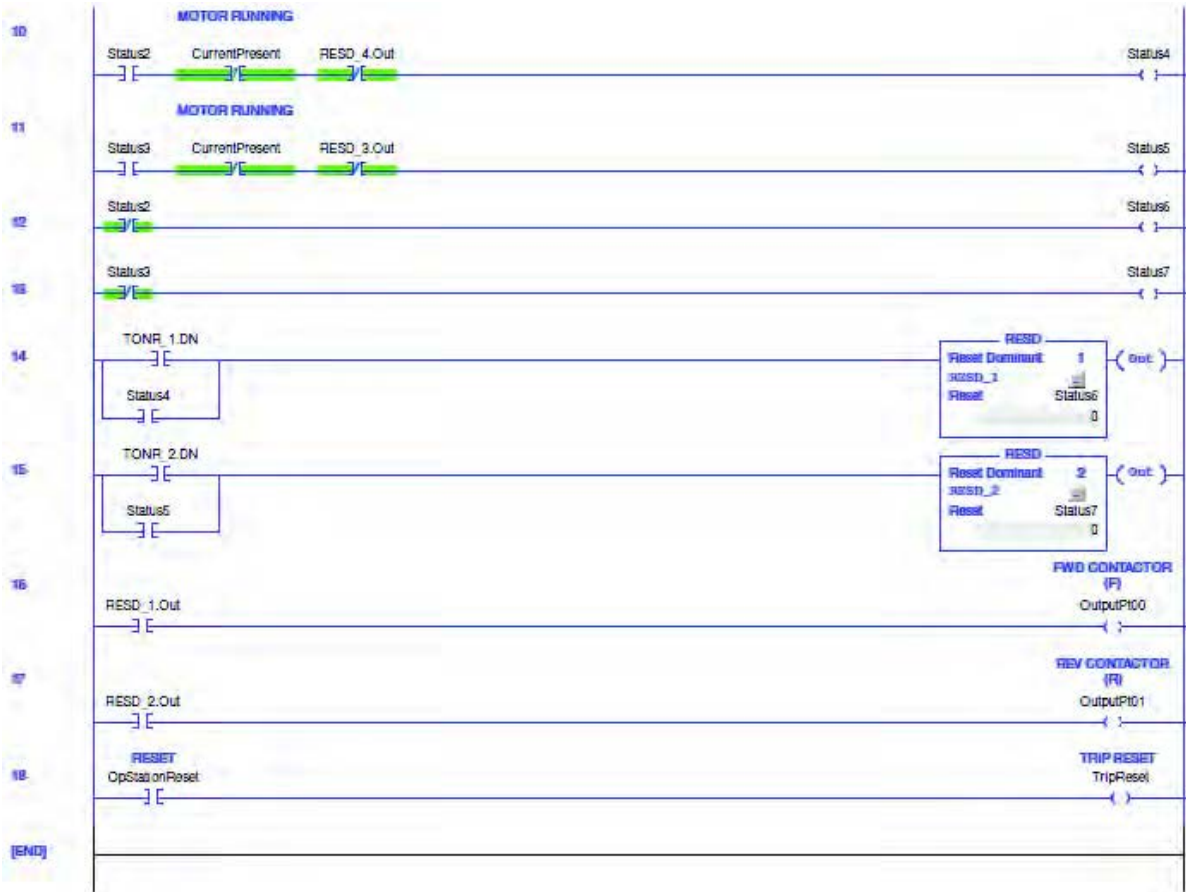 MOTOR RUNNING
10
Status2 CurrentPresent RESD_4.Out Status4
MOTOR RUNNING
11
Status3 CurrentPresent RESD_3.Out Status5
Status2 Status6
12
Status3 Status7
13
TONR_1.DN RESD
14 Reset Dominant 1 Out
RESD_1
Status4 Reset Status6
0
TONR_2.DN RESD
15 Reset Dominant 2 Out
RESD_2
Status5 Reset Status7
0
FWD CONTACTOR
16 (F)
RESD_1.Out OutputPt00
REV CONTACTOR
17 (R)
RESD_2.Out OutputPt01
RESET TRIP RESET
18 OpStationReset TripReset
[END]